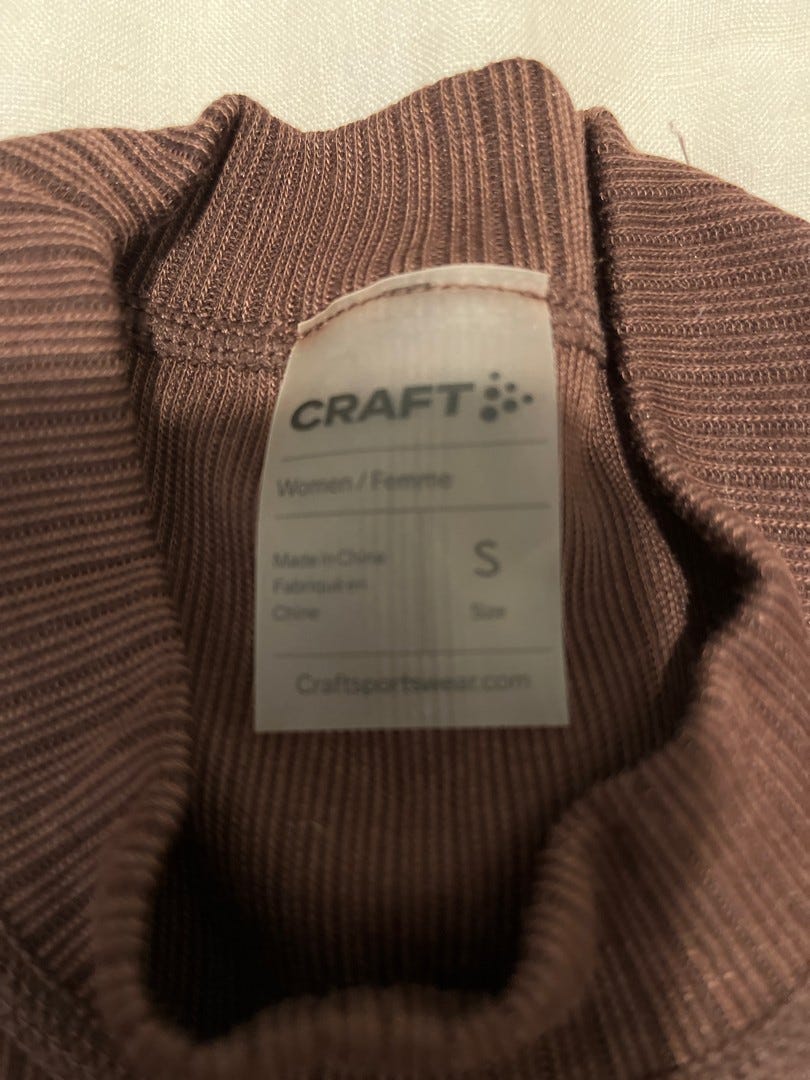 CRAFT
Women / Femme
Made in China
Fabriqué en
Chine
S
Size
Craftsportswear.com